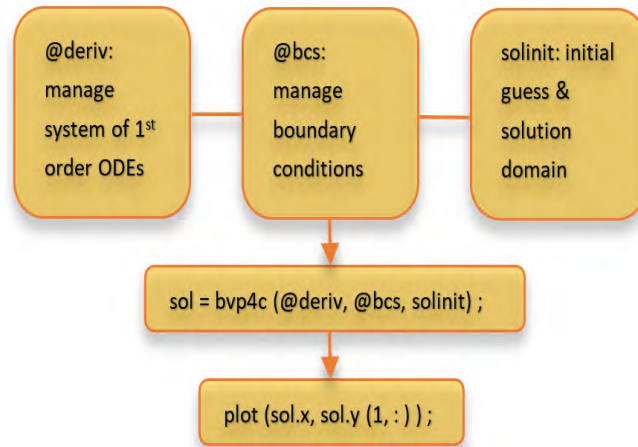 @deriv:
manage
system of 1st
order ODEs
@bcs:
manage
boundary
conditions
solinit: initial
guess &
solution
domain
sol = bvp4c (@deriv, @bcs, solinit) ;
plot (sol.x, sol.y (1, : ) ) ;